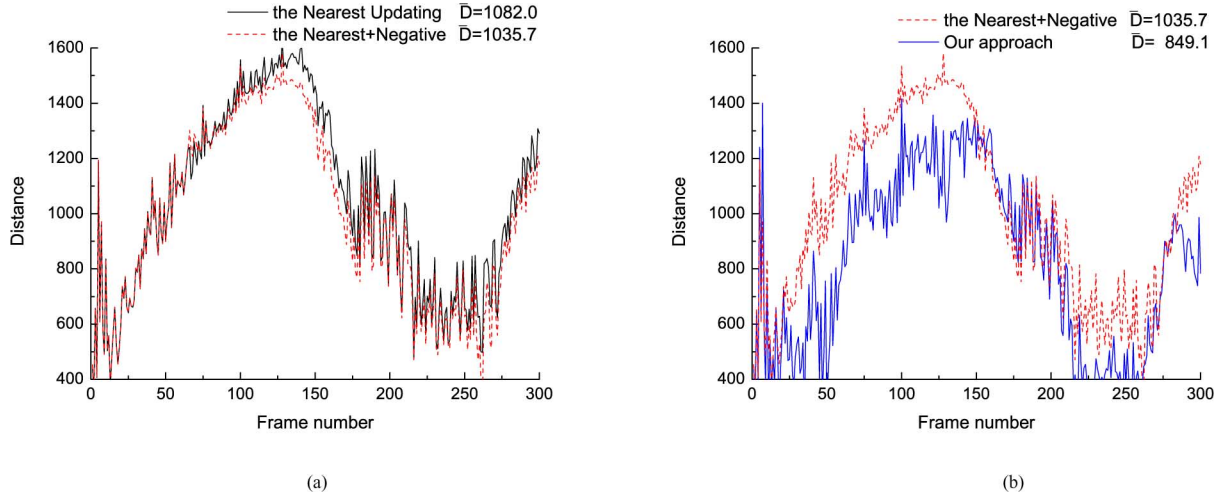 the Nearest Updating D̄=1082.0
the Nearest+Negative D̄=1035.7
1600
1400
1200
1000
800
600
400
Distance
0 50 100 150 200 250 300
Frame number
(a)
the Nearest+Negative D̄=1035.7
Our approach D̄= 849.1
1600
1400
1200
1000
800
600
400
Distance
0 50 100 150 200 250 300
Frame number
(b)